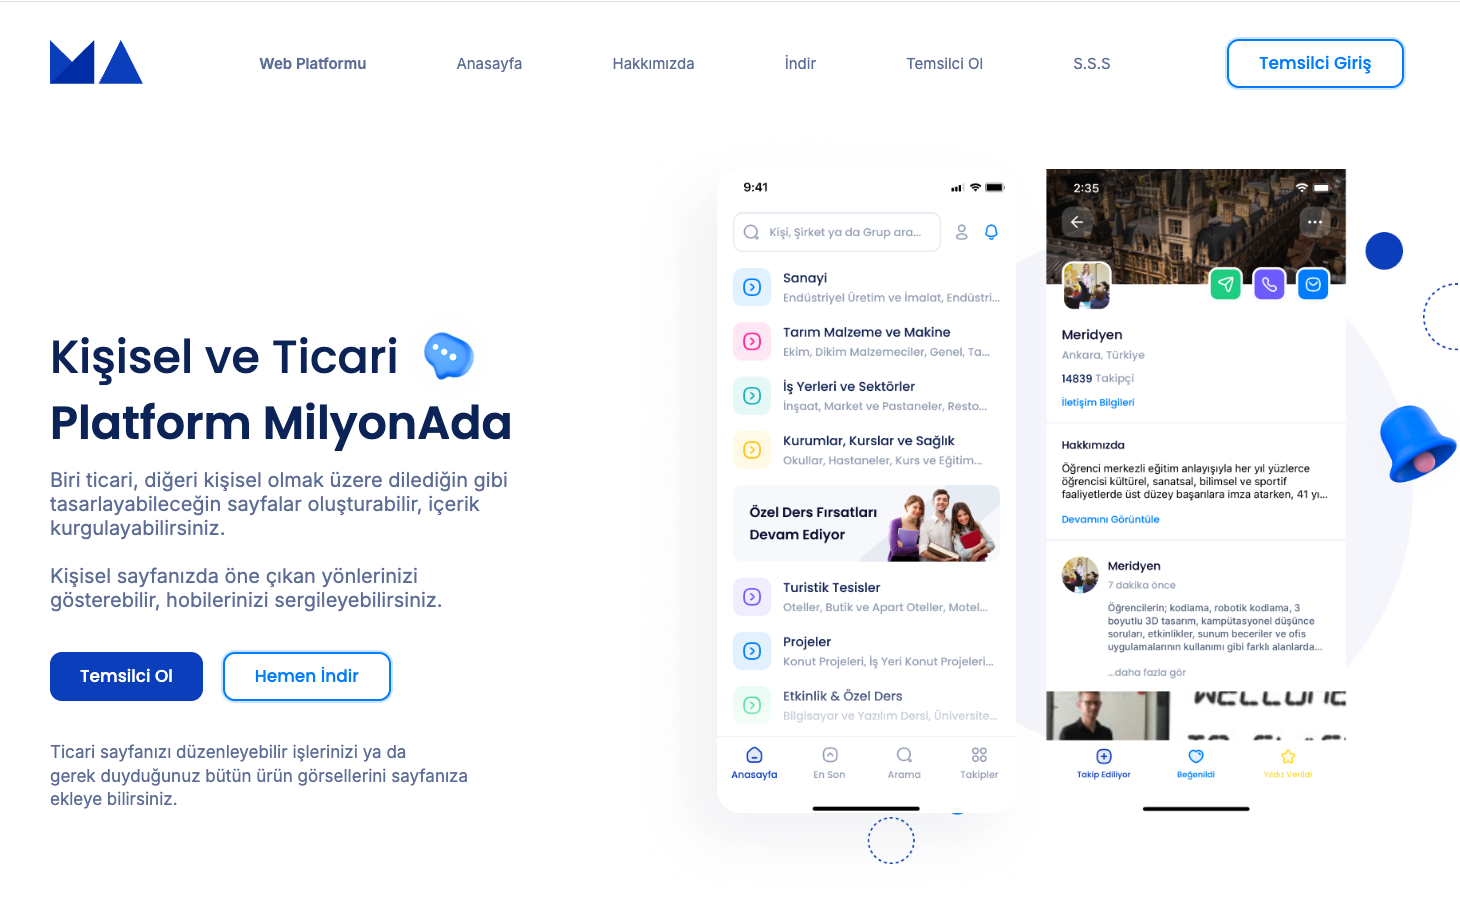 Web Platformu
Anasayfa
Hakkımızda
İndir
Temsilci Ol
S.S.S
Temsilci Giriş
Kişisel ve Ticari
Platform MilyonAda
Biri ticari, diğeri kişisel olmak üzere dilediğin gibi
tasarlayabileceğin sayfalar oluşturabilir, içerik
kurgulayabilirsiniz.
Kişisel sayfanızda öne çıkan yönlerinizi
gösterebilir, hobilerinizi sergileyebilirsiniz.
Temsilci Ol
Hemen İndir
Ticari sayfanızı düzenleyebilir işlerinizi ya da
gerek duyduğunuz bütün ürün görsellerini sayfanıza
ekleye bilirsiniz.
9:41
Kişi, Şirket ya da Grup ara...
Sanayi
Endüstriyel Üretim ve İmalat, Endüstri...
Tarım Malzeme ve Makine
Ekim, Dikim Malzemeciler, Genel, Ta...
İş Yerleri ve Sektörler
İnşaat, Market ve Pastaneler, Resto...
Kurumlar, Kurslar ve Sağlık
Okullar, Hastaneler, Kurs ve Eğitim...
Özel Ders Fırsatları
Devam Ediyor
Turistik Tesisler
Oteller, Butik ve Apart Oteller, Motel...
Projeler
Konut Projeleri, İş Yeri Konut Projeleri...
Etkinlik & Özel Ders
Bilgisayar ve Yazılım Dersi, Üniversite...
Anasayfa
En Son
Arama
Takipler
2:35
Meridyen
Ankara, Türkiye
14839 Takipçi
İletişim Bilgileri
Hakkımızda
Öğrenci merkezli eğitim anlayışıyla her yıl yüzlerce
öğrencisi kültürel, sanatsal, bilimsel ve sportif
faaliyetlerde üst düzey başarılara imza atarken, 41 yı...
Devamını Görüntüle
Meridyen
7 dakika önce
Öğrencilerin; kodlama, robotik kodlama, 3
boyutlu 3D tasarım, kampütasyonel düşünce
soruları, etkinlikler, sunum beceriler ve ofis
uygulamalarının kullanımı gibi farklı alanlarda...
...daha fazla gör
Takip Ediliyor
Beğenildi
Yıldız Verildi